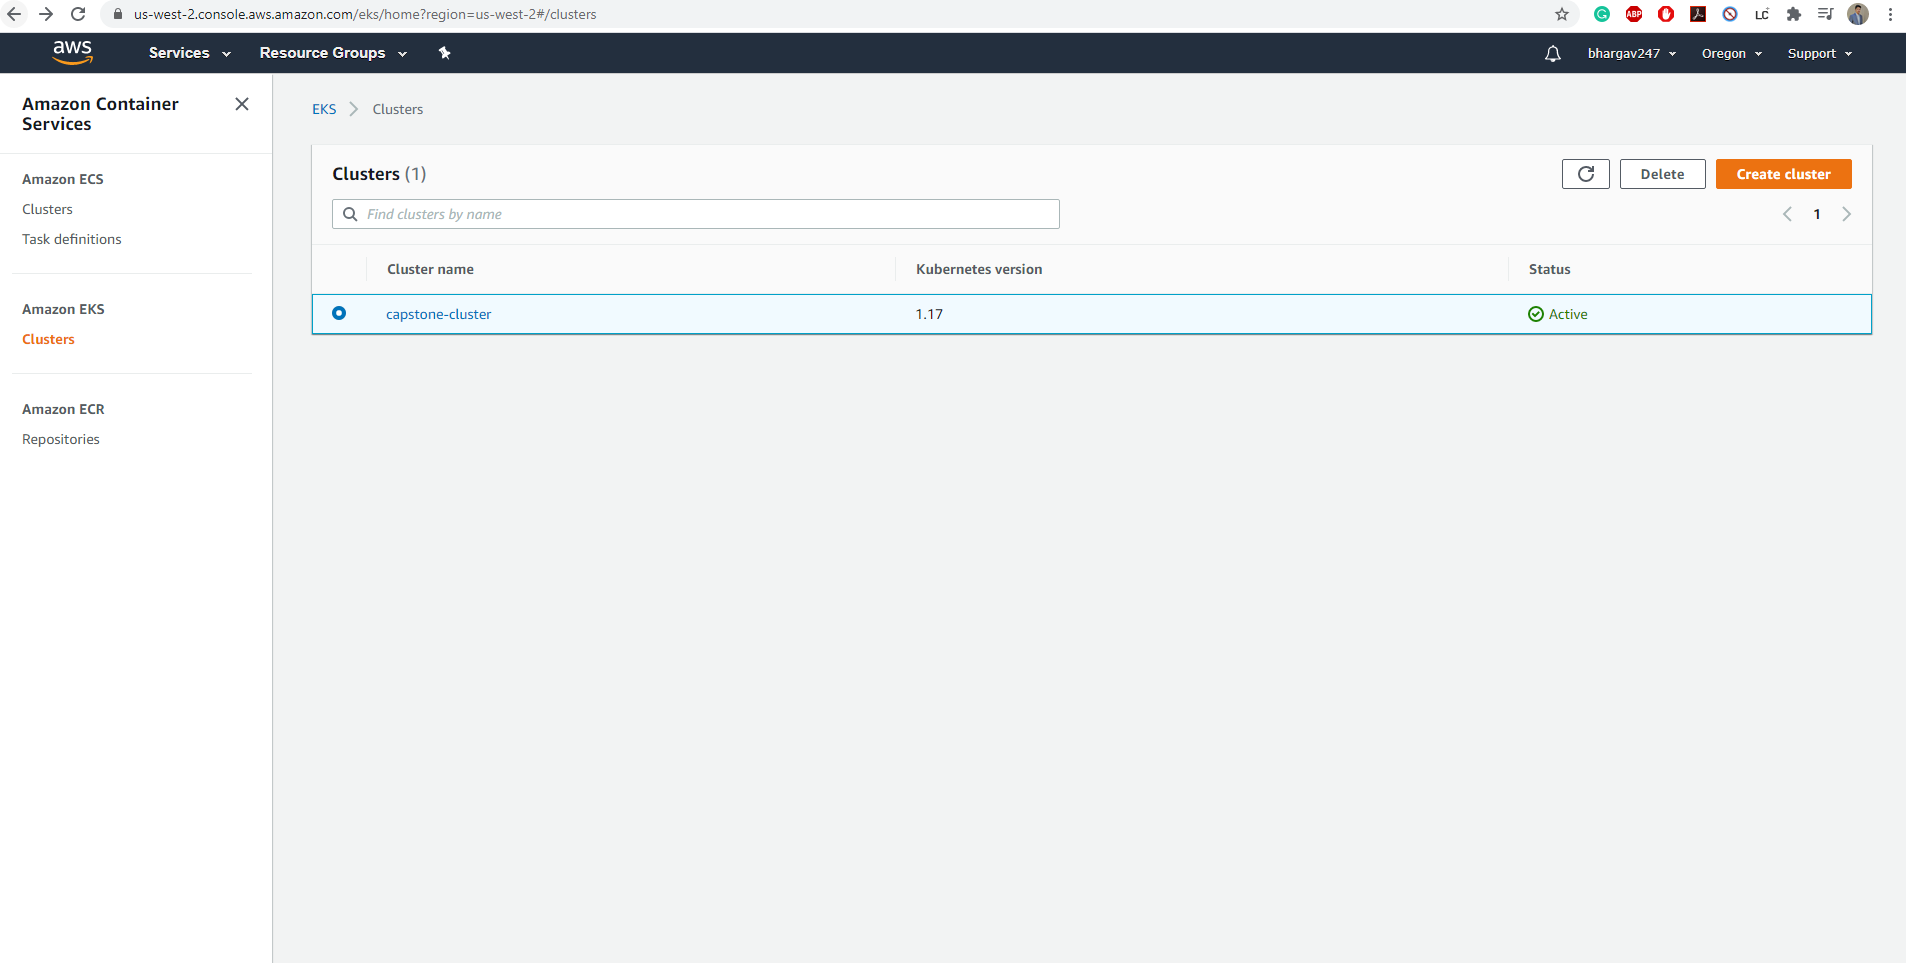 us-west-2.console.aws.amazon.com/eks/home?region=us-west-2#/clusters
ABP
LC
aws
Services
Resource Groups
bhargav247
Oregon
Support
Amazon Container
Services
Amazon ECS
Clusters
Task definitions
Amazon EKS
Clusters
Amazon ECR
Repositories
EKS
Clusters
Clusters (1)
Delete
Create cluster
Find clusters by name
1
Cluster name
Kubernetes version
Status
capstone-cluster
1.17
Active